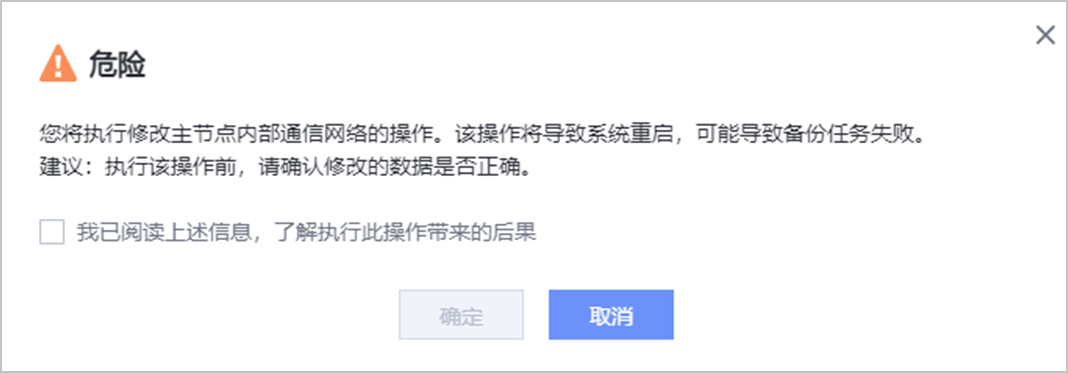 危险
您将执行修改主节点内部通信网络的操作。该操作将导致系统重启，可能导致备份任务失败。
建议：执行该操作前，请确认修改的数据是否正确。
我已阅读上述信息，了解执行此操作带来的后果
确定
取消